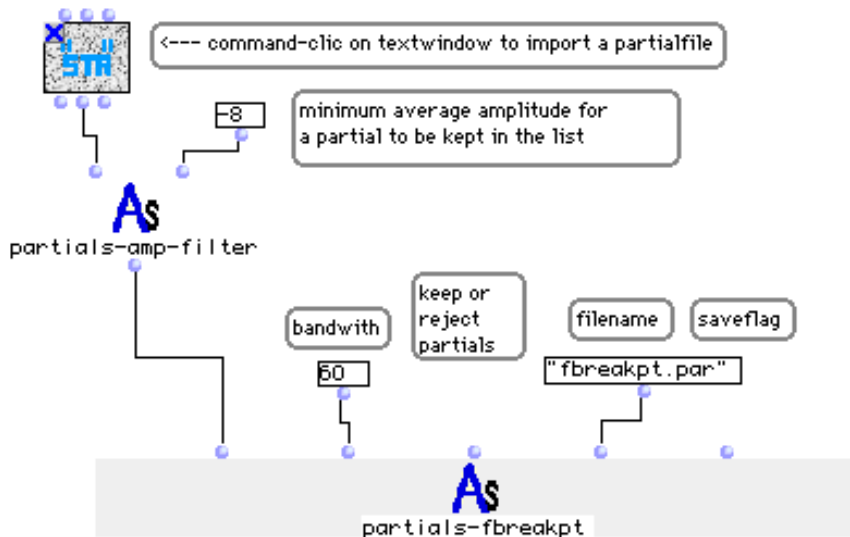 "STR"
<--- command-clic on textwindow to import a partialfile
-8
minimum average amplitude for
a partial to be kept in the list
As
partials-amp-filter
bandwith
keep or
reject
partials
filename
saveflag
60
"fbreakpt.par"
As
partials-fbreakpt